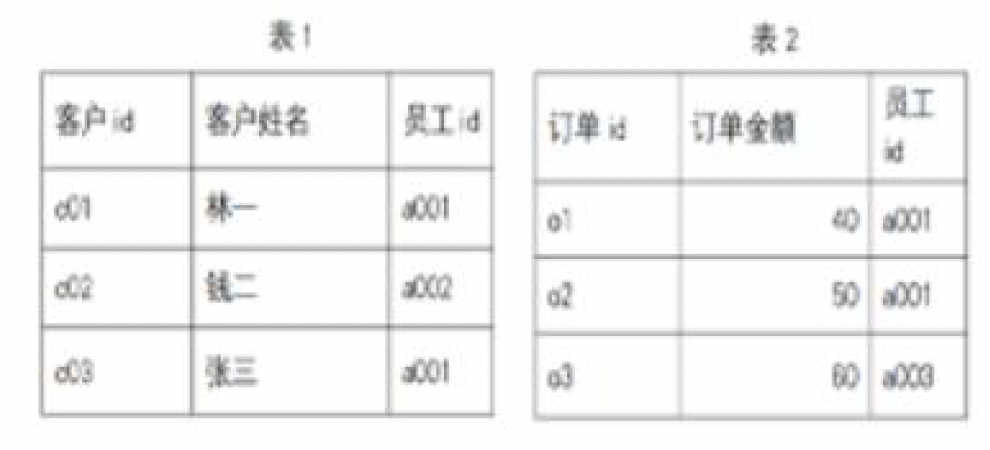 表1
客户id 客户姓名 员工id
c01 林一 a001
c02 钱二 a002
c03 张三 a001
表2
订单id 订单金额 员工
id
o1 40 a001
o2 50 a001
o3 60 a003